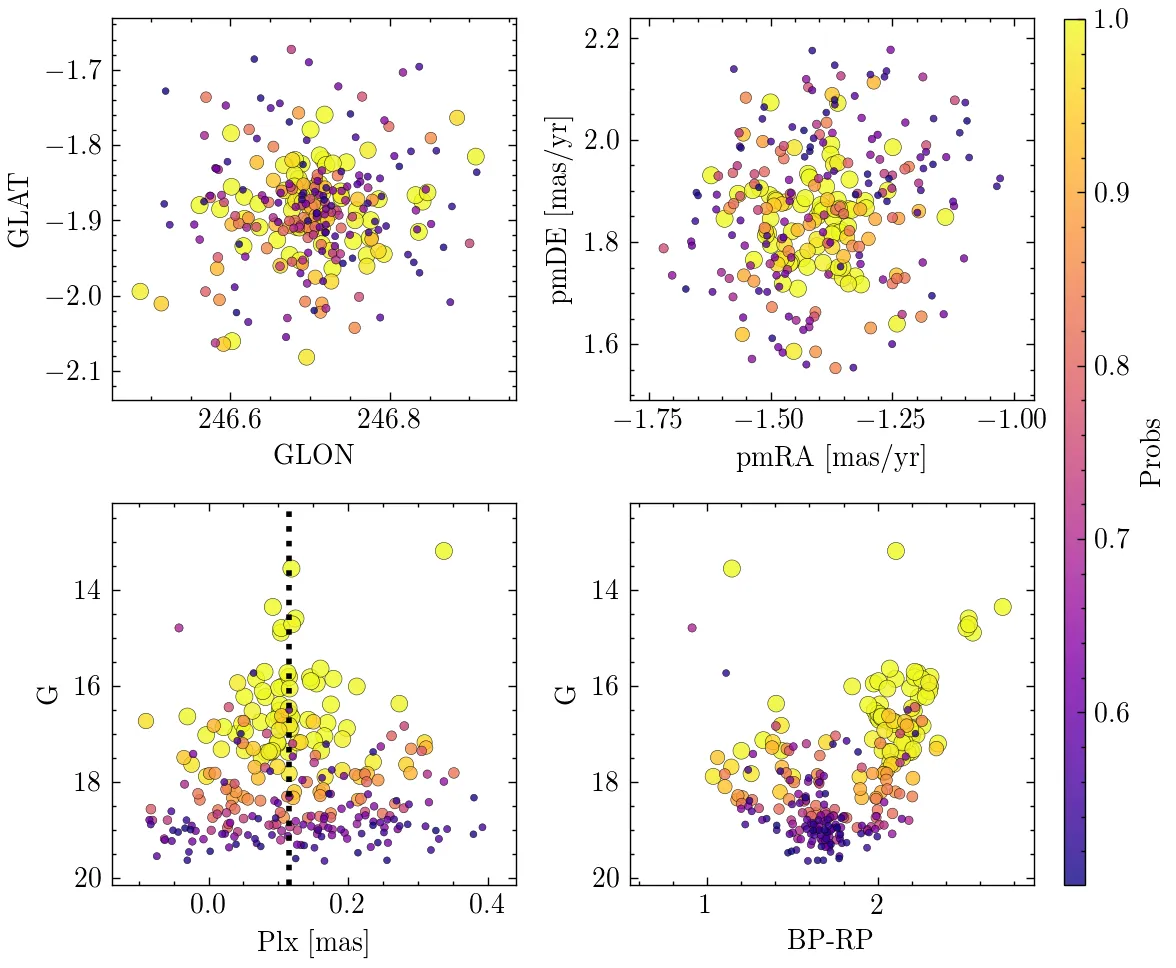 −1.7
−1.8
−1.9
−2.0
−2.1
GLAT
246.6 246.8
GLON
2.2
2.0
1.8
1.6
pmDE [mas/yr]
−1.75 −1.50 −1.25 −1.00
pmRA [mas/yr]
14
16
18
20
G
0.0 0.2 0.4
Plx [mas]
14
16
18
20
G
1 2
BP-RP
1.0
0.9
0.8
0.7
0.6
Probs